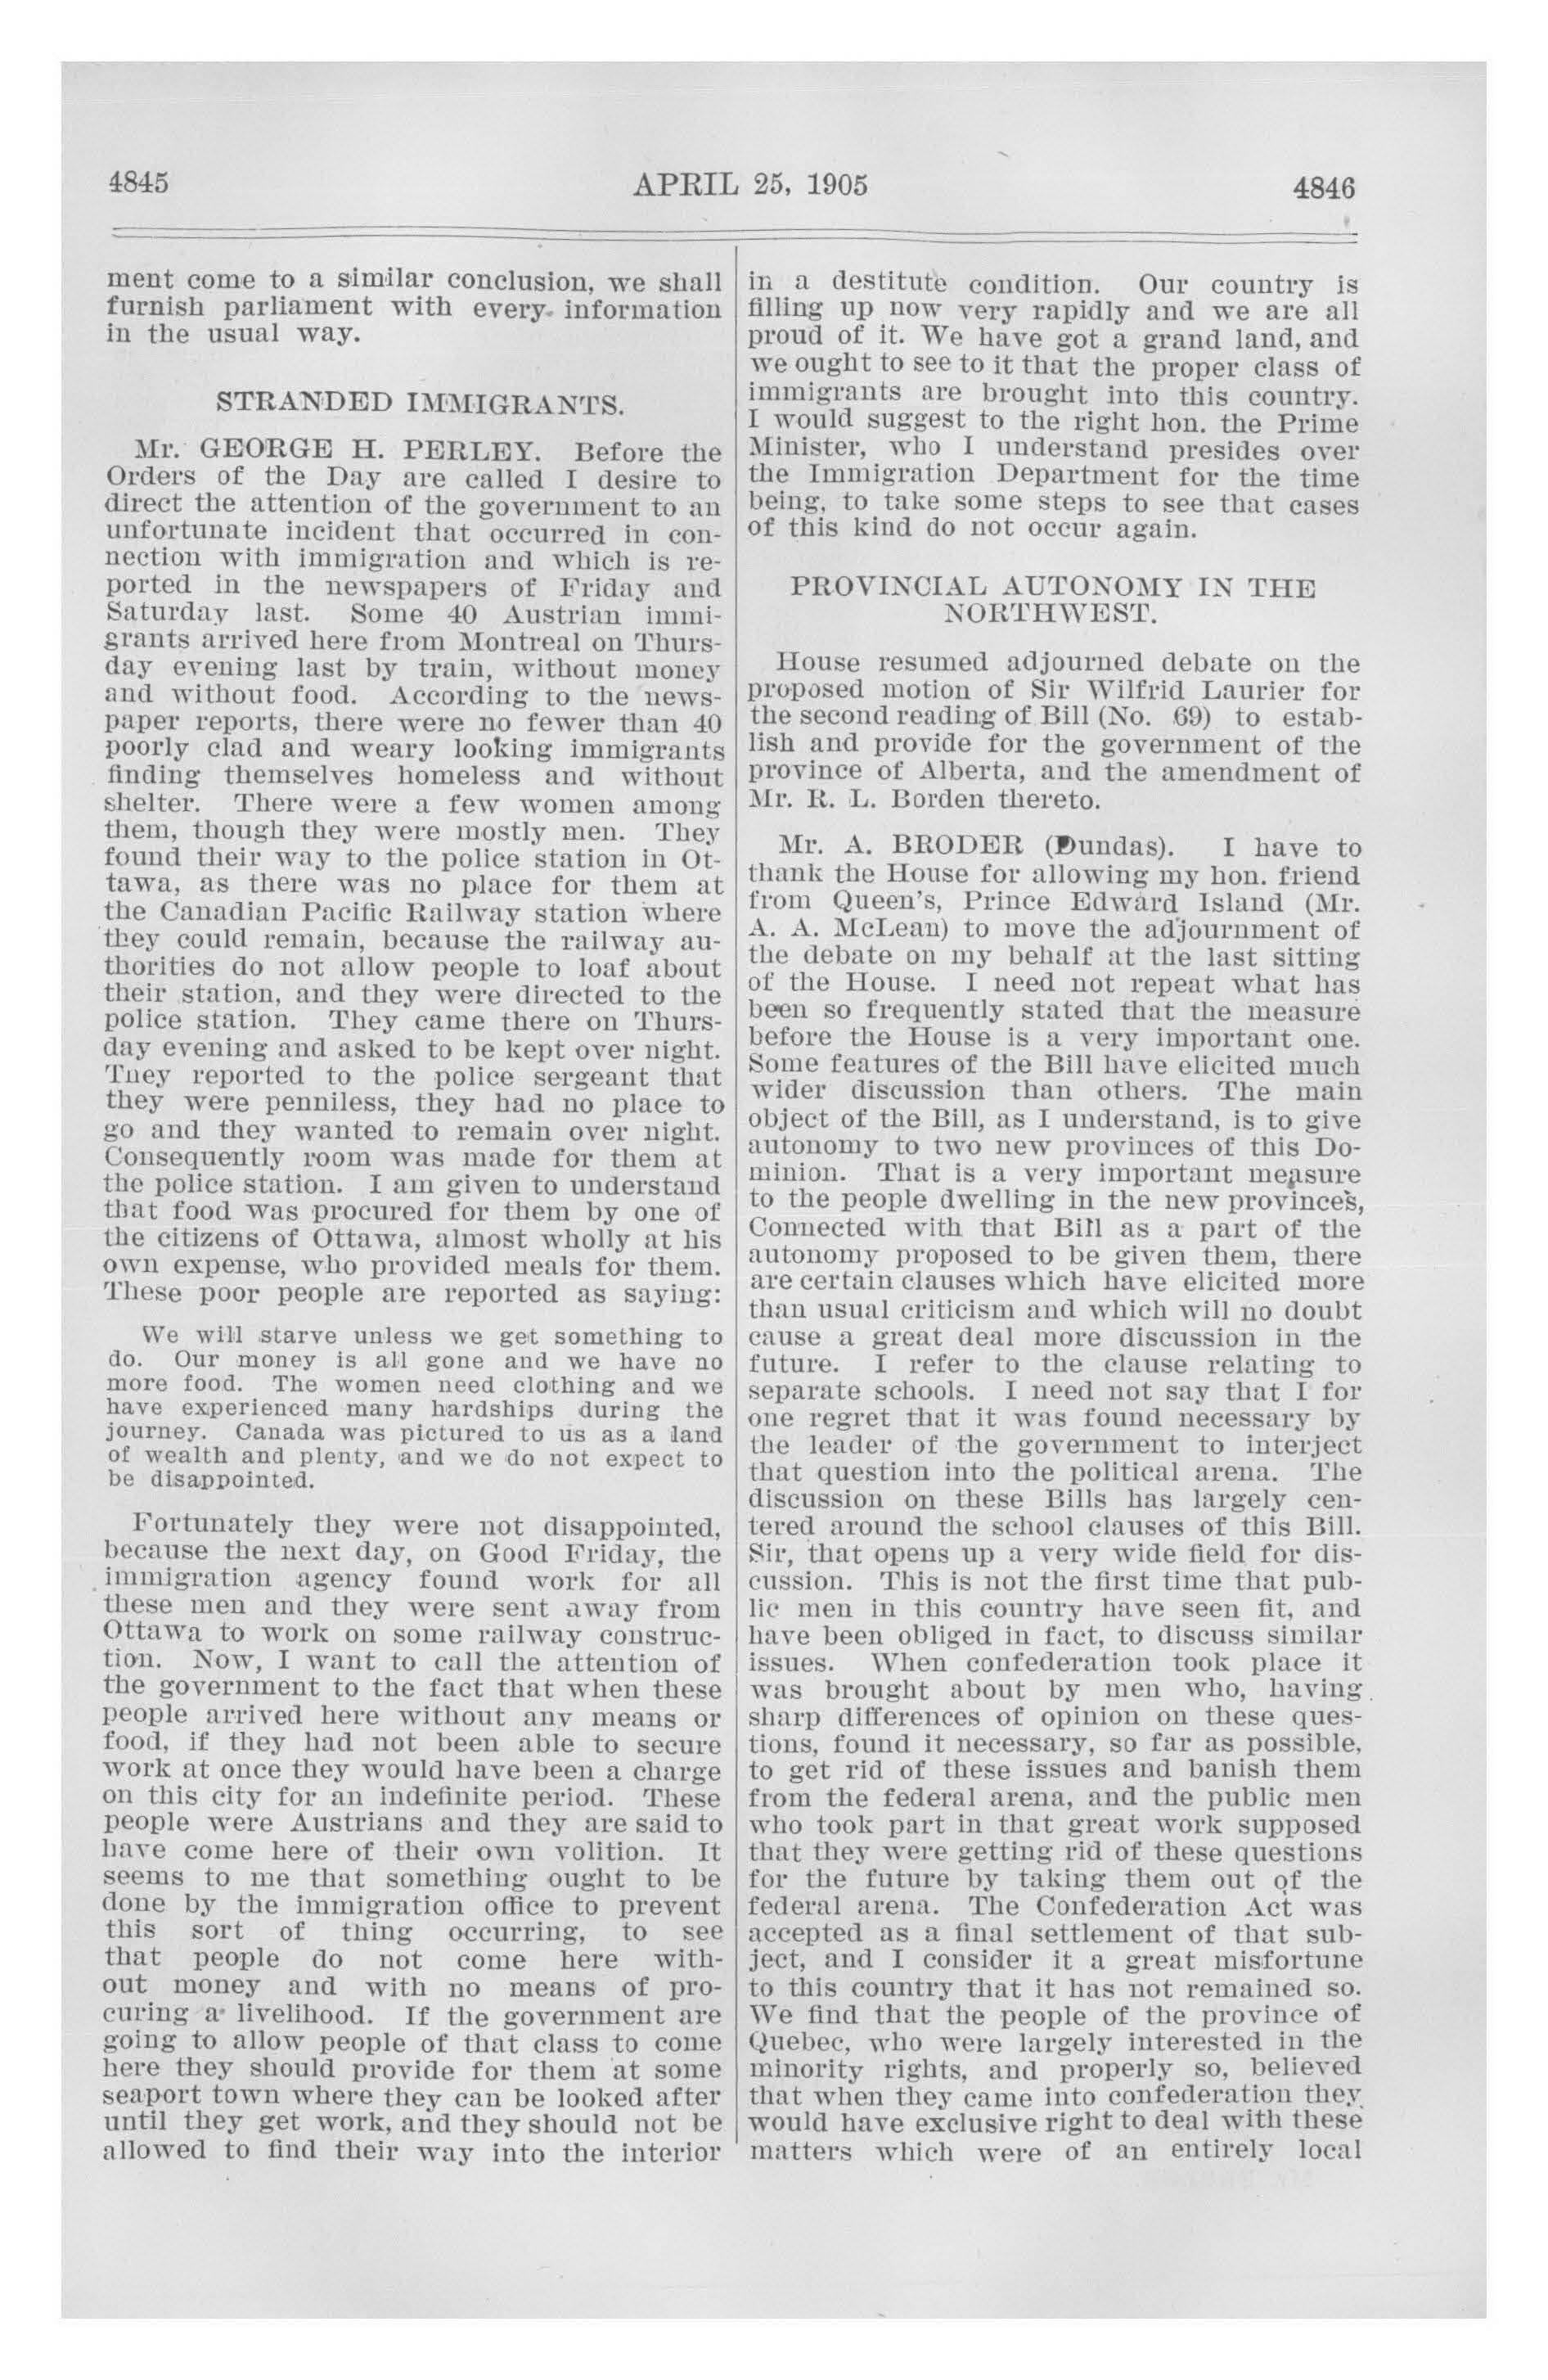 4845
APRIL 25, 1905
4846
ment come to a similar conclusion, we shall
furnish parliament with every information
in the usual way.
STRANDED IMMIGRANTS.
Mr. GEORGE H. PERLEY. Before the
Orders of the Day are called I desire to
direct the attention of the government to an
unfortunate incident that occurred in con-
nection with immigration and which is re-
ported in the newspapers of Friday and
Saturday last. Some 40 Austrian immi-
grants arrived here from Montreal on Thurs-
day evening last by train, without money
and without food. According to the news-
paper reports, there were no fewer than 40
poorly clad and weary looking immigrants
finding themselves homeless and without
shelter. There were a few women among
them, though they were mostly men. They
found their way to the police station in Ot-
tawa, as there was no place for them at
the Canadian Pacific Railway station where
they could remain, because the railway au-
thorities do not allow people to loaf about
their station, and they were directed to the
police station. They came there on Thurs-
day evening and asked to be kept over night.
They reported to the police sergeant that
they were penniless, they had no place to
go and they wanted to remain over night.
Consequently room was made for them at
the police station. I am given to understand
that food was procured for them by one of
the citizens of Ottawa, almost wholly at his
own expense, who provided meals for them.
These poor people are reported as saying:
We will starve unless we get something to
do. Our money is all gone and we have no
more food. The women need clothing and we
have experienced many hardships during the
journey. Canada was pictured to us as a land
of wealth and plenty, and we do not expect to
be disappointed.
Fortunately they were not disappointed,
because the next day, on Good Friday, the
immigration agency found work for all
these men and they were sent away from
Ottawa to work on some railway construc-
tion. Now, I want to call the attention of
the government to the fact that when these
people arrived here without any means or
food, if they had not been able to secure
work at once they would have been a charge
on this city for an indefinite period. These
people were Austrians and they are said to
have come here of their own volition. It
seems to me that something ought to be
done by the immigration office to prevent
this sort of thing occurring, to see
that people do not come here with-
out money and with no means of pro-
curing a livelihood. If the government are
going to allow people of that class to come
here they should provide for them at some
seaport town where they can be looked after
until they get work, and they should not be
allowed to find their way into the interior
in a destitute condition. Our country is
filling up now very rapidly and we are all
proud of it. We have got a grand land, and
we ought to see to it that the proper class of
immigrants are brought into this country.
I would suggest to the right hon. the Prime
Minister, who I understand presides over
the Immigration Department for the time
being, to take some steps to see that cases
of this kind do not occur again.
PROVINCIAL AUTONOMY IN THE
NORTHWEST.
House resumed adjourned debate on the
proposed motion of Sir Wilfrid Laurier for
the second reading of Bill (No. 69) to estab-
lish and provide for the government of the
province of Alberta, and the amendment of
Mr. R. L. Borden thereto.
Mr. A. BRODER (Dundas). I have to
thank the House for allowing my hon. friend
from Queen's, Prince Edward Island (Mr.
A. A. McLean) to move the adjournment of
the debate on my behalf at the last sitting
of the House. I need not repeat what has
been so frequently stated that the measure
before the House is a very important one.
Some features of the Bill have elicited much
wider discussion than others. The main
object of the Bill, as I understand, is to give
autonomy to two new provinces of this Do-
minion. That is a very important measure
to the people dwelling in the new provinces,
Connected with that Bill as a part of the
autonomy proposed to be given them, there
are certain clauses which have elicited more
than usual criticism and which will no doubt
cause a great deal more discussion in the
future. I refer to the clause relating to
separate schools. I need not say that I for
one regret that it was found necessary by
the leader of the government to interject
that question into the political arena. The
discussion on these Bills has largely cen-
tered around the school clauses of this Bill.
Sir, that opens up a very wide field for dis-
cussion. This is not the first time that pub-
lic men in this country have seen fit, and
have been obliged in fact, to discuss similar
issues. When confederation took place it
was brought about by men who, having
sharp differences of opinion on these ques-
tions, found it necessary, so far as possible,
to get rid of these issues and banish them
from the federal arena, and the public men
who took part in that great work supposed
that they were getting rid of these questions
for the future by taking them out of the
federal arena. The Confederation Act was
accepted as a final settlement of that sub-
ject, and I consider it a great misfortune
to this country that it has not remained so.
We find that the people of the province of
Quebec, who were largely interested in the
minority rights, and properly so, believed
that when they came into confederation they
would have exclusive right to deal with these
matters which were of an entirely local